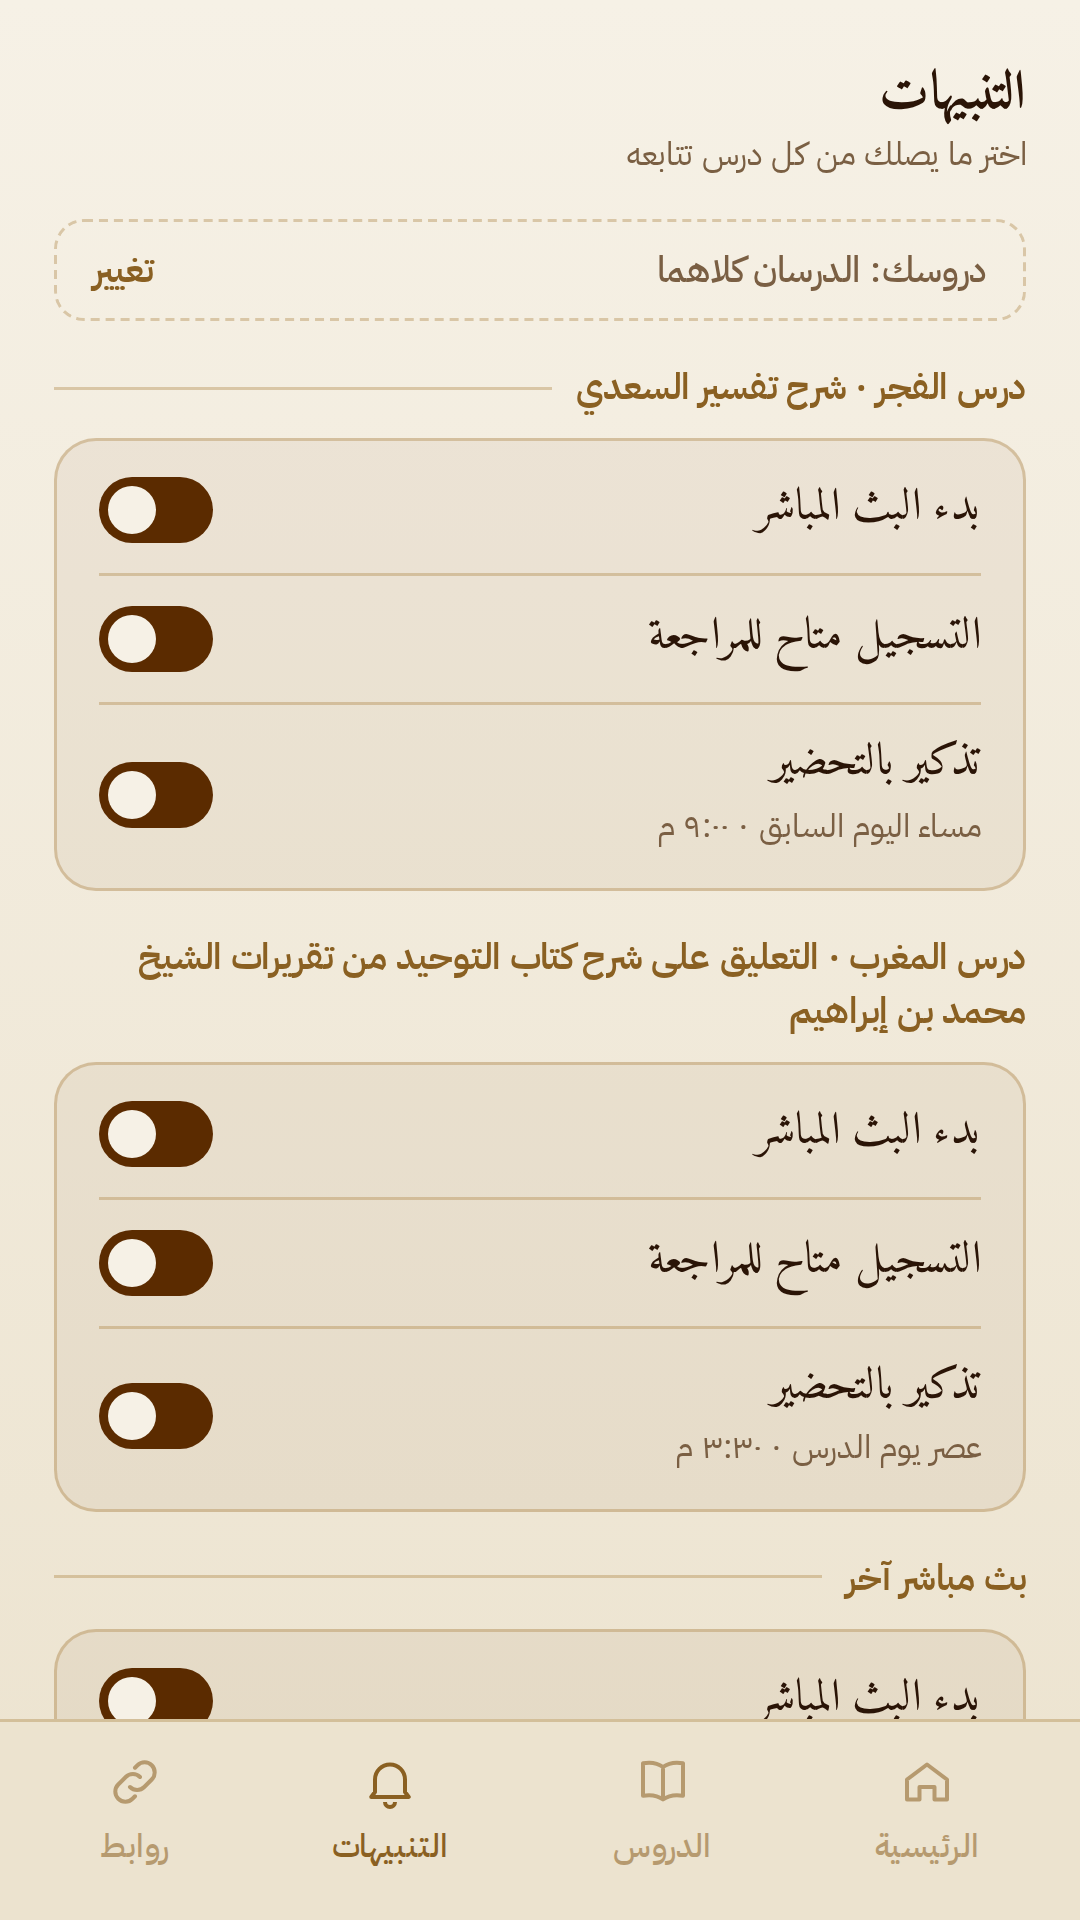 التنبيهات
اختر ما يصلك من كل درس تتابعه
دروسك: الدرسان كلاهما
تغيير
درس الفجر · شرح تفسير السعدي
بدء البث المباشر
التسجيل متاح للمراجعة
تذكير بالتحضير
مساء اليوم السابق · ٩:٠٠ م
درس المغرب · التعليق على شرح كتاب التوحيد من تقريرات الشيخ
محمد بن إبراهيم
بدء البث المباشر
التسجيل متاح للمراجعة
تذكير بالتحضير
عصر يوم الدرس · ٣:٣٠ م
بث مباشر آخر
بدء البث المباشر
الرئيسية
الدروس
التنبيهات
روابط